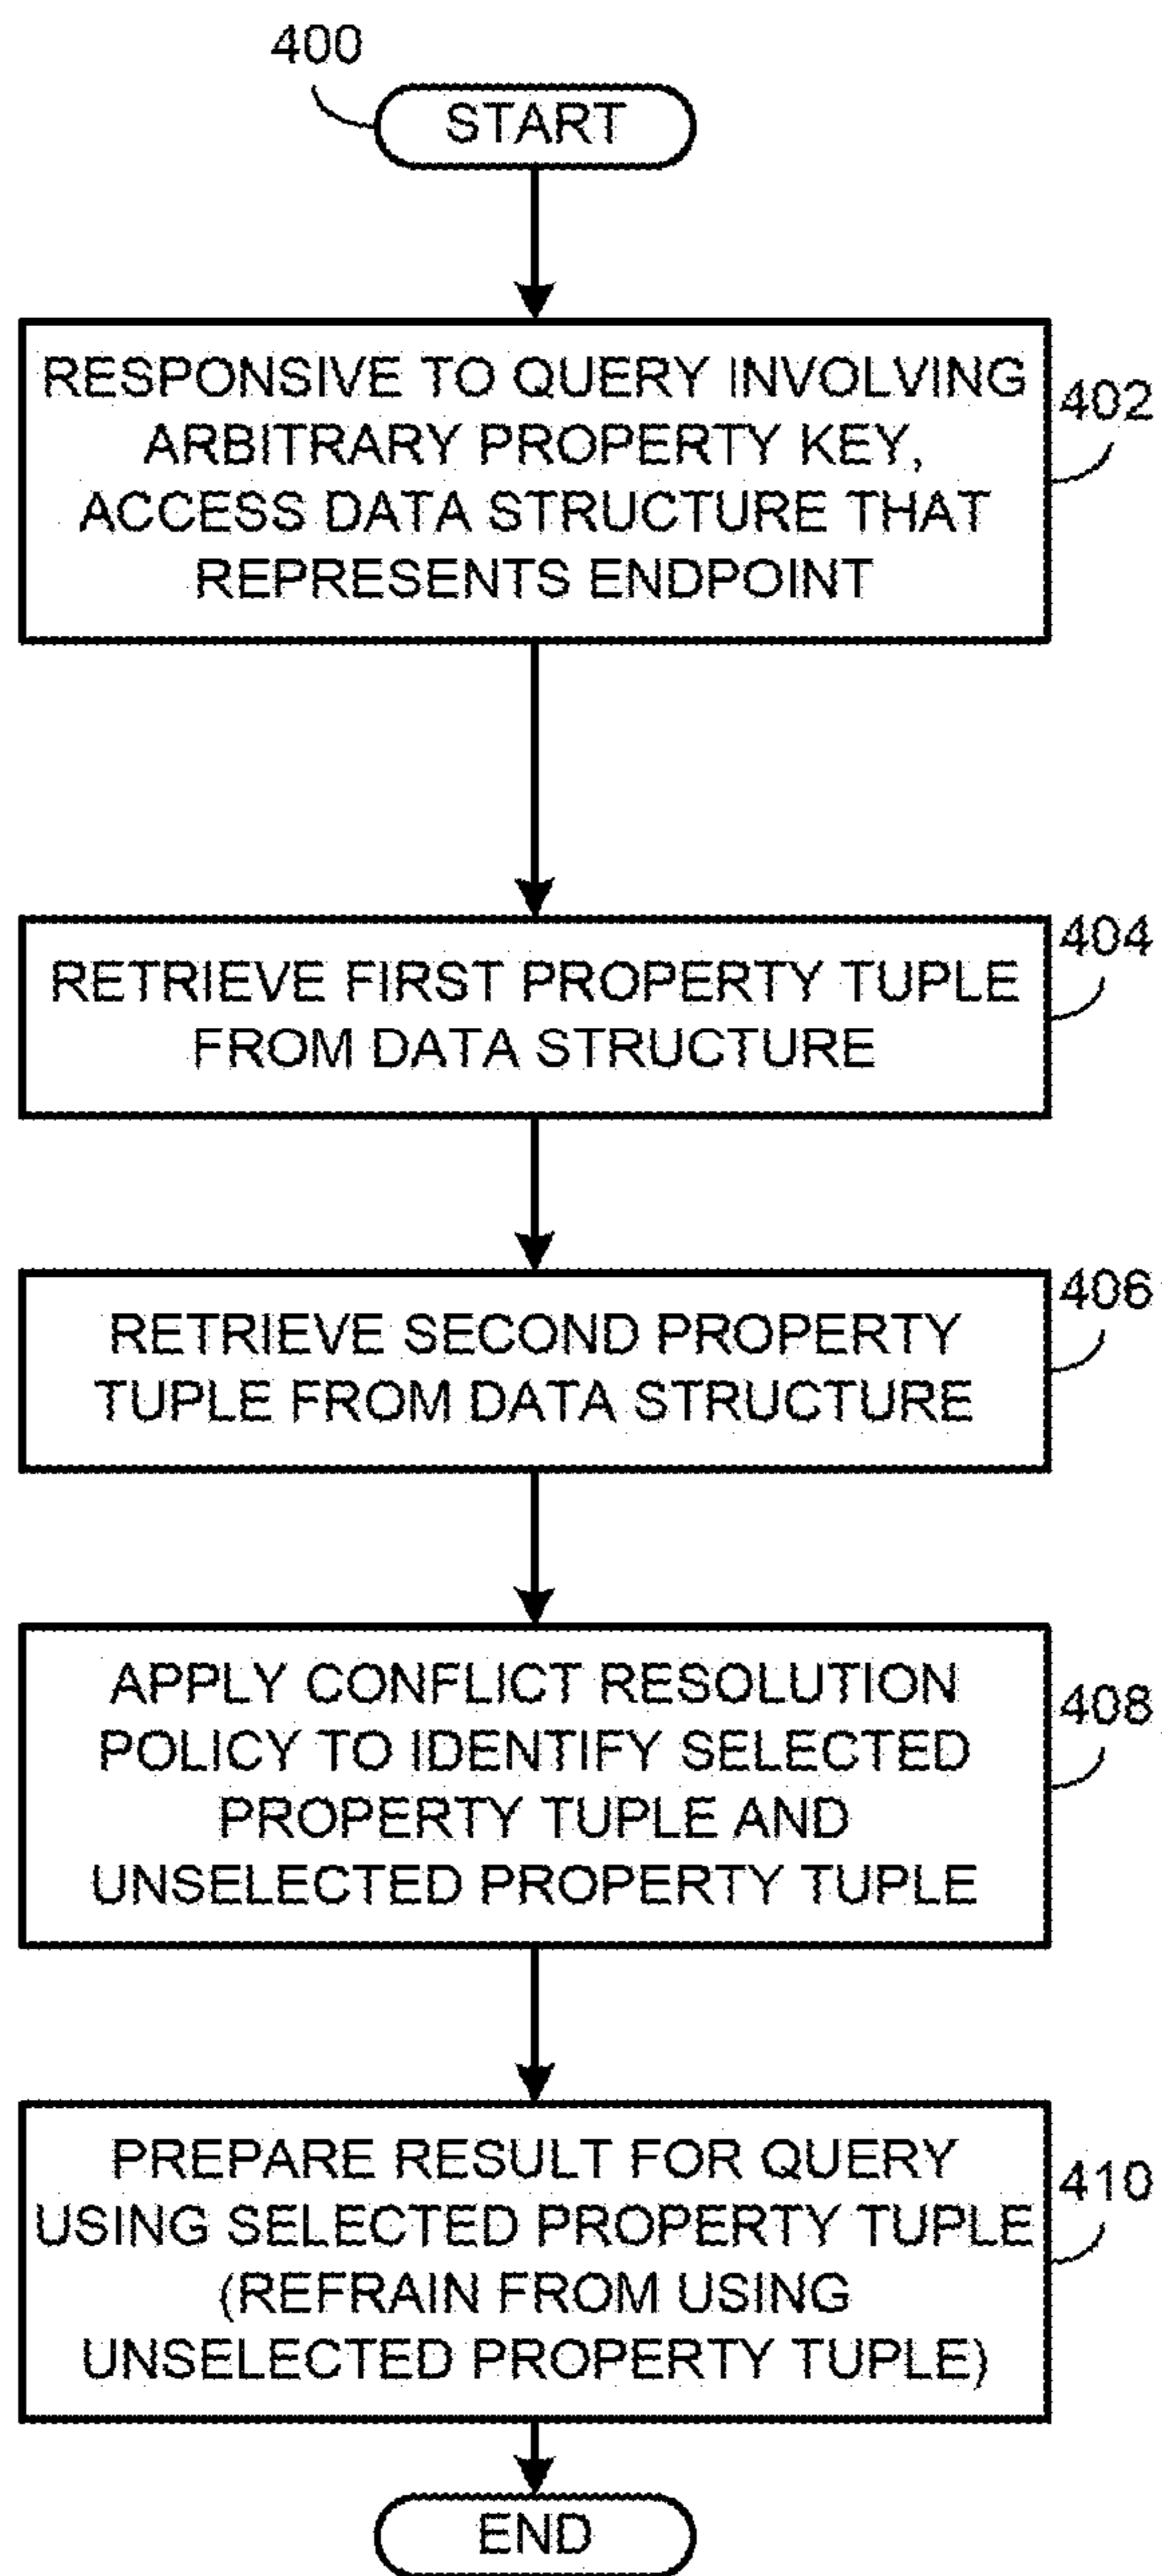 400
START
RESPONSIVE TO QUERY INVOLVING
ARBITRARY PROPERTY KEY,
ACCESS DATA STRUCTURE THAT
REPRESENTS ENDPOINT
402
RETRIEVE FIRST PROPERTY TUPLE
FROM DATA STRUCTURE
404
RETRIEVE SECOND PROPERTY
TUPLE FROM DATA STRUCTURE
406
APPLY CONFLICT RESOLUTION
POLICY TO IDENTIFY SELECTED
PROPERTY TUPLE AND
UNSELECTED PROPERTY TUPLE
408
PREPARE RESULT FOR QUERY
USING SELECTED PROPERTY TUPLE
(REFRAIN FROM USING
UNSELECTED PROPERTY TUPLE)
410
END